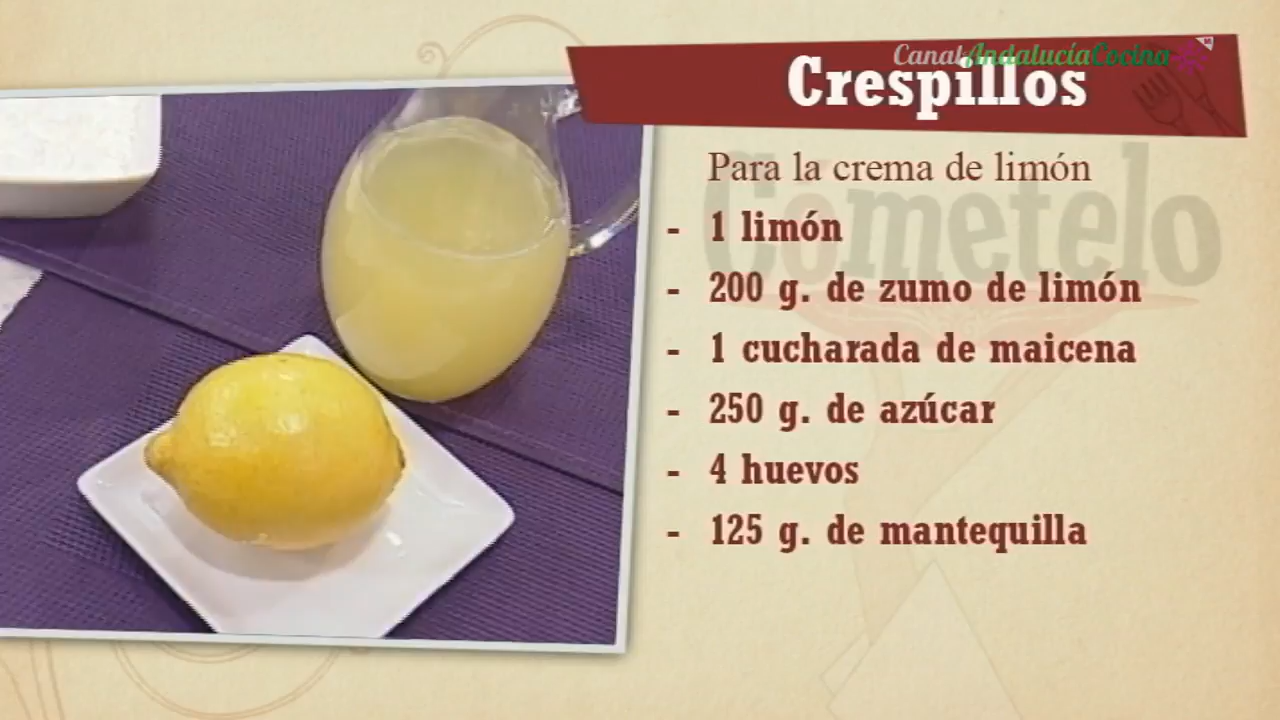 CanalAndalucíaCocina
Crespillos
Cómetelo
Para la crema de limón
- 1 limón
- 200 g. de zumo de limón
- 1 cucharada de maicena
- 250 g. de azúcar
- 4 huevos
- 125 g. de mantequilla